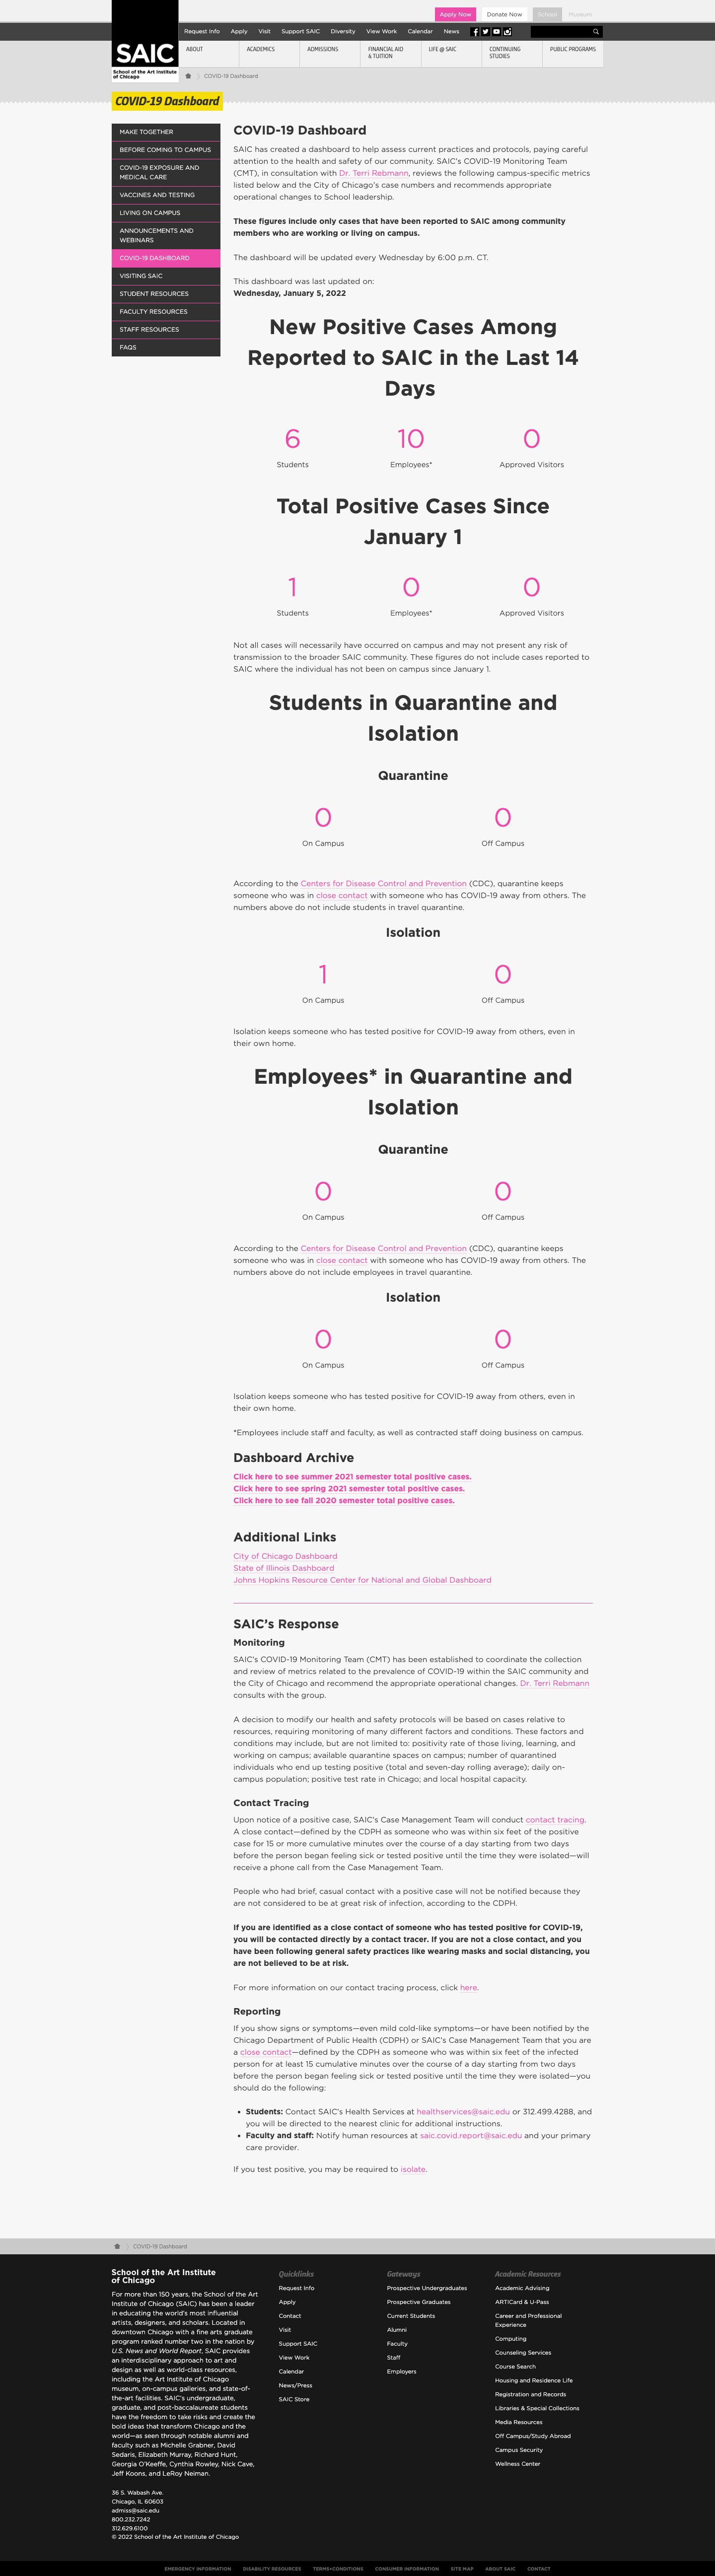 Apply Now
Donate Now
School
Museum
Request Info
Apply
Visit
Support SAIC
Diversity
View Work
Calendar
News
SAIC
School of the Art Institute
of Chicago
ABOUT
ACADEMICS
ADMISSIONS
FINANCIAL AID
& TUITION
LIFE @ SAIC
CONTINUING
STUDIES
PUBLIC PROGRAMS
COVID-19 Dashboard
COVID-19 Dashboard
MAKE TOGETHER
BEFORE COMING TO CAMPUS
COVID-19 EXPOSURE AND
MEDICAL CARE
VACCINES AND TESTING
LIVING ON CAMPUS
ANNOUNCEMENTS AND
WEBINARS
COVID-19 DASHBOARD
VISITING SAIC
STUDENT RESOURCES
FACULTY RESOURCES
STAFF RESOURCES
FAQS
COVID-19 Dashboard
SAIC has created a dashboard to help assess current practices and protocols, paying careful
attention to the health and safety of our community. SAIC's COVID-19 Monitoring Team
(CMT), in consultation with Dr. Terri Rebmann, reviews the following campus-specific metrics
listed below and the City of Chicago's case numbers and recommends appropriate
operational changes to School leadership.
These figures include only cases that have been reported to SAIC among community
members who are working or living on campus.
The dashboard will be updated every Wednesday by 6:00 p.m. CT.
This dashboard was last updated on:
Wednesday, January 5, 2022
New Positive Cases Among
Reported to SAIC in the Last 14
Days
6
10
0
Students
Employees*
Approved Visitors
Total Positive Cases Since
January 1
1
0
0
Students
Employees*
Approved Visitors
Not all cases will necessarily have occurred on campus and may not present any risk of
transmission to the broader SAIC community. These figures do not include cases reported to
SAIC where the individual has not been on campus since January 1.
Students in Quarantine and
Isolation
Quarantine
0
0
On Campus
Off Campus
According to the Centers for Disease Control and Prevention (CDC), quarantine keeps
someone who was in close contact with someone who has COVID-19 away from others. The
numbers above do not include students in travel quarantine.
Isolation
1
0
On Campus
Off Campus
Isolation keeps someone who has tested positive for COVID-19 away from others, even in
their own home.
Employees* in Quarantine and
Isolation
Quarantine
0
0
On Campus
Off Campus
According to the Centers for Disease Control and Prevention (CDC), quarantine keeps
someone who was in close contact with someone who has COVID-19 away from others. The
numbers above do not include employees in travel quarantine.
Isolation
0
0
On Campus
Off Campus
Isolation keeps someone who has tested positive for COVID-19 away from others, even in
their own home.
*Employees include staff and faculty, as well as contracted staff doing business on campus.
Dashboard Archive
Click here to see summer 2021 semester total positive cases.
Click here to see spring 2021 semester total positive cases.
Click here to see fall 2020 semester total positive cases.
Additional Links
City of Chicago Dashboard
State of Illinois Dashboard
Johns Hopkins Resource Center for National and Global Dashboard
SAIC's Response
Monitoring
SAIC's COVID-19 Monitoring Team (CMT) has been established to coordinate the collection
and review of metrics related to the prevalence of COVID-19 within the SAIC community and
the City of Chicago and recommend the appropriate operational changes. Dr. Terri Rebmann
consults with the group.
A decision to modify our health and safety protocols will be based on cases relative to
resources, requiring monitoring of many different factors and conditions. These factors and
conditions may include, but are not limited to: positivity rate of those living, learning, and
working on campus; available quarantine spaces on campus; number of quarantined
individuals who end up testing positive (total and seven-day rolling average); daily on-
campus population; positive test rate in Chicago; and local hospital capacity.
Contact Tracing
Upon notice of a positive case, SAIC's Case Management Team will conduct contact tracing.
A close contact—defined by the CDPH as someone who was within six feet of the positive
case for 15 or more cumulative minutes over the course of a day starting from two days
before the person began feeling sick or tested positive until the time they were isolated—will
receive a phone call from the Case Management Team.
People who had brief, casual contact with a positive case will not be notified because they
are not considered to be at great risk of infection, according to the CDPH.
If you are identified as a close contact of someone who has tested positive for COVID-19,
you will be contacted directly by a contact tracer. If you are not a close contact, and you
have been following general safety practices like wearing masks and social distancing, you
are not believed to be at risk.
For more information on our contact tracing process, click here.
Reporting
If you show signs or symptoms—even mild cold-like symptoms—or have been notified by the
Chicago Department of Public Health (CDPH) or SAIC's Case Management Team that you are
a close contact—defined by the CDPH as someone who was within six feet of the infected
person for at least 15 cumulative minutes over the course of a day starting from two days
before the person began feeling sick or tested positive until the time they were isolated—you
should do the following:
• Students: Contact SAIC's Health Services at healthservices@saic.edu or 312.499.4288, and
you will be directed to the nearest clinic for additional instructions.
• Faculty and staff: Notify human resources at saic.covid.report@saic.edu and your primary
care provider.
If you test positive, you may be required to isolate.
COVID-19 Dashboard
School of the Art Institute
of Chicago
For more than 150 years, the School of the Art
Institute of Chicago (SAIC) has been a leader
in educating the world's most influential
artists, designers, and scholars. Located in
downtown Chicago with a fine arts graduate
program ranked number two in the nation by
U.S. News and World Report, SAIC provides
an interdisciplinary approach to art and
design as well as world-class resources,
including the Art Institute of Chicago
museum, on-campus galleries, and state-of-
the-art facilities. SAIC's undergraduate,
graduate, and post-baccalaureate students
have the freedom to take risks and create the
bold ideas that transform Chicago and the
world—as seen through notable alumni and
faculty such as Michelle Grabner, David
Sedaris, Elizabeth Murray, Richard Hunt,
Georgia O'Keeffe, Cynthia Rowley, Nick Cave,
Jeff Koons, and LeRoy Neiman.
36 S. Wabash Ave.
Chicago, IL 60603
admiss@saic.edu
800.232.7242
312.629.6100
© 2022 School of the Art Institute of Chicago
Quicklinks
Request Info
Apply
Contact
Visit
Support SAIC
View Work
Calendar
News/Press
SAIC Store
Gateways
Prospective Undergraduates
Prospective Graduates
Current Students
Alumni
Faculty
Staff
Employers
Academic Resources
Academic Advising
ARTICard & U-Pass
Career and Professional
Experience
Computing
Counseling Services
Course Search
Housing and Residence Life
Registration and Records
Libraries & Special Collections
Media Resources
Off Campus/Study Abroad
Campus Security
Wellness Center
EMERGENCY INFORMATION
DISABILITY RESOURCES
TERMS+CONDITIONS
CONSUMER INFORMATION
SITE MAP
ABOUT SAIC
CONTACT